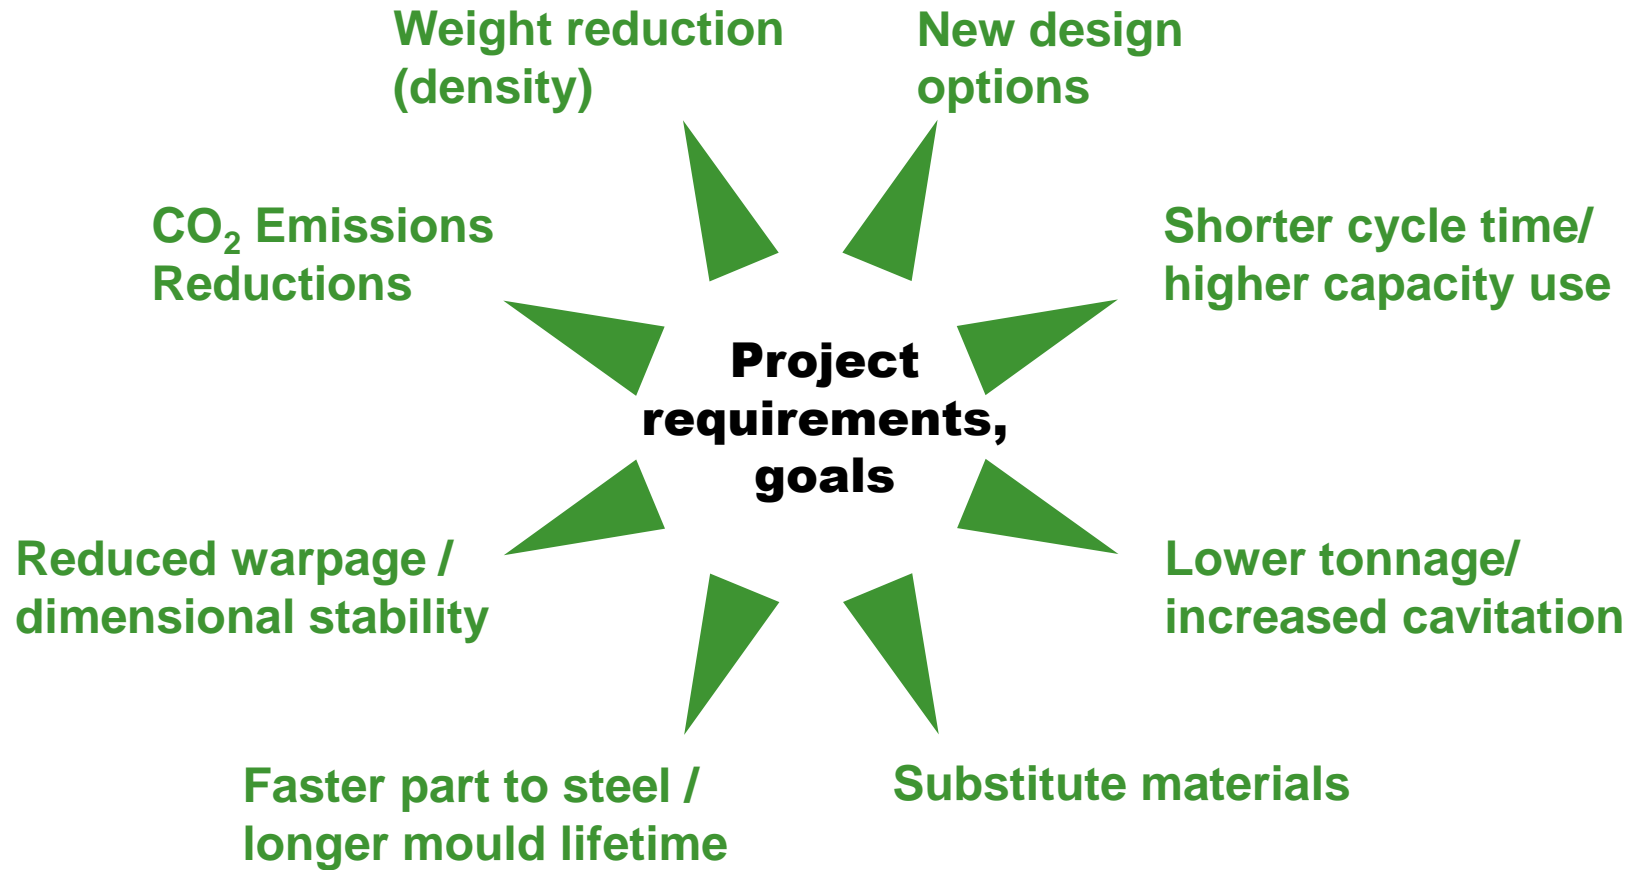 Weight reduction
(density)
New design
options
CO₂ Emissions
Reductions
Shorter cycle time/
higher capacity use
Project
requirements,
goals
Reduced warpage /
dimensional stability
Lower tonnage/
increased cavitation
Faster part to steel /
longer mould lifetime
Substitute materials